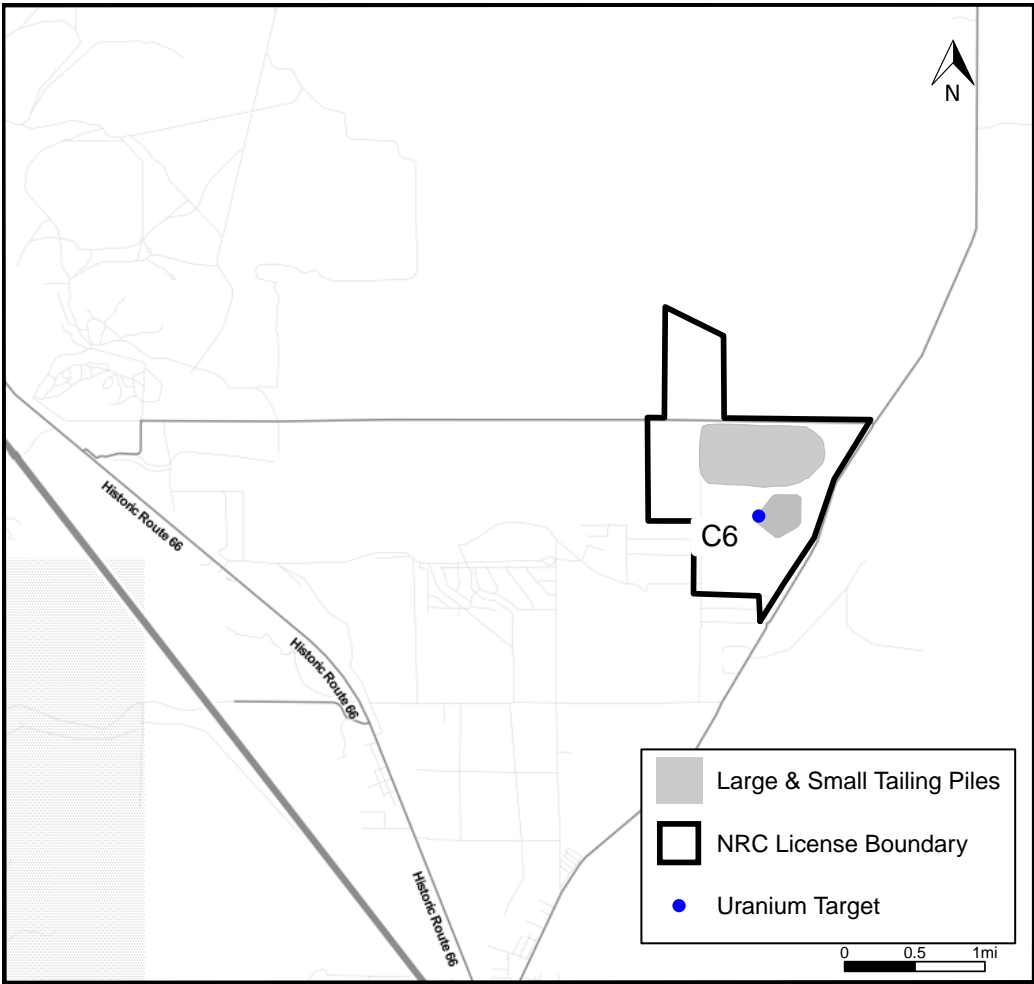 N
C6
Historic Route 66
Historic Route 66
Historic Route 66
Large & Small Tailing Piles
NRC License Boundary
Uranium Target
0 0.5 1mi